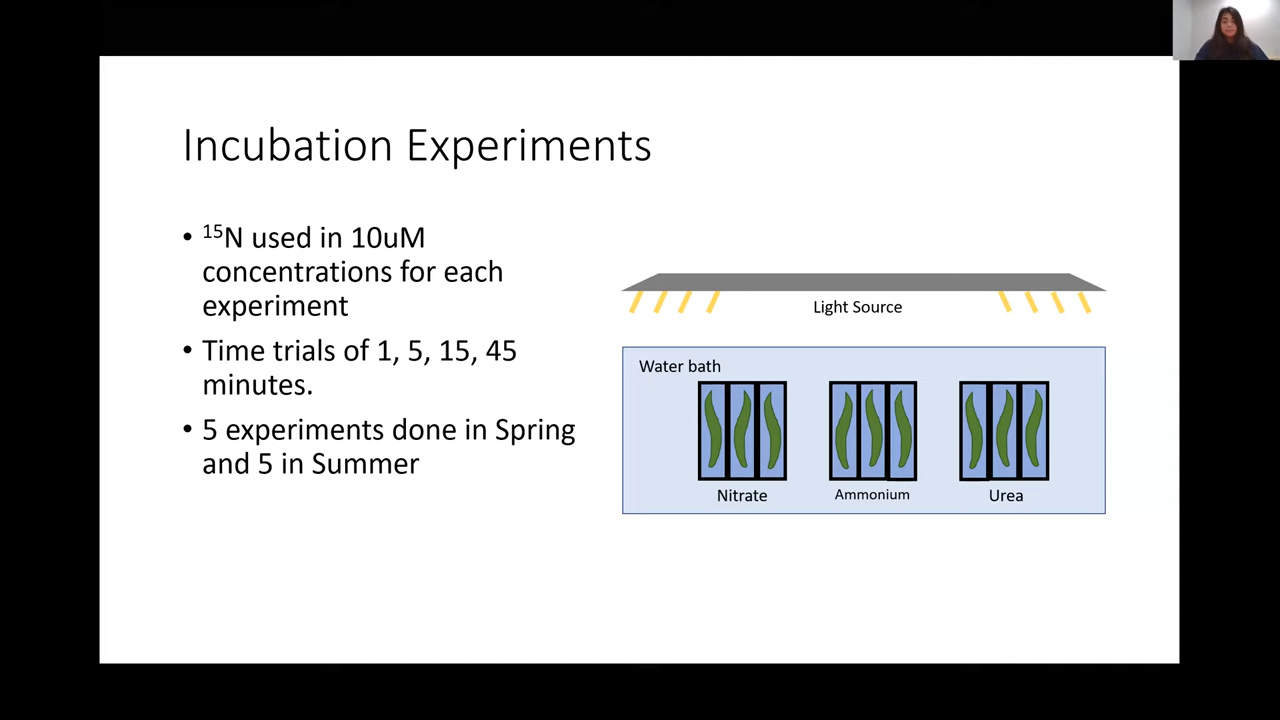 Incubation Experiments
• ¹⁵N used in 10uM
concentrations for each
experiment
• Time trials of 1, 5, 15, 45
minutes.
• 5 experiments done in Spring
and 5 in Summer
Light Source
Water bath
Nitrate
Ammonium
Urea